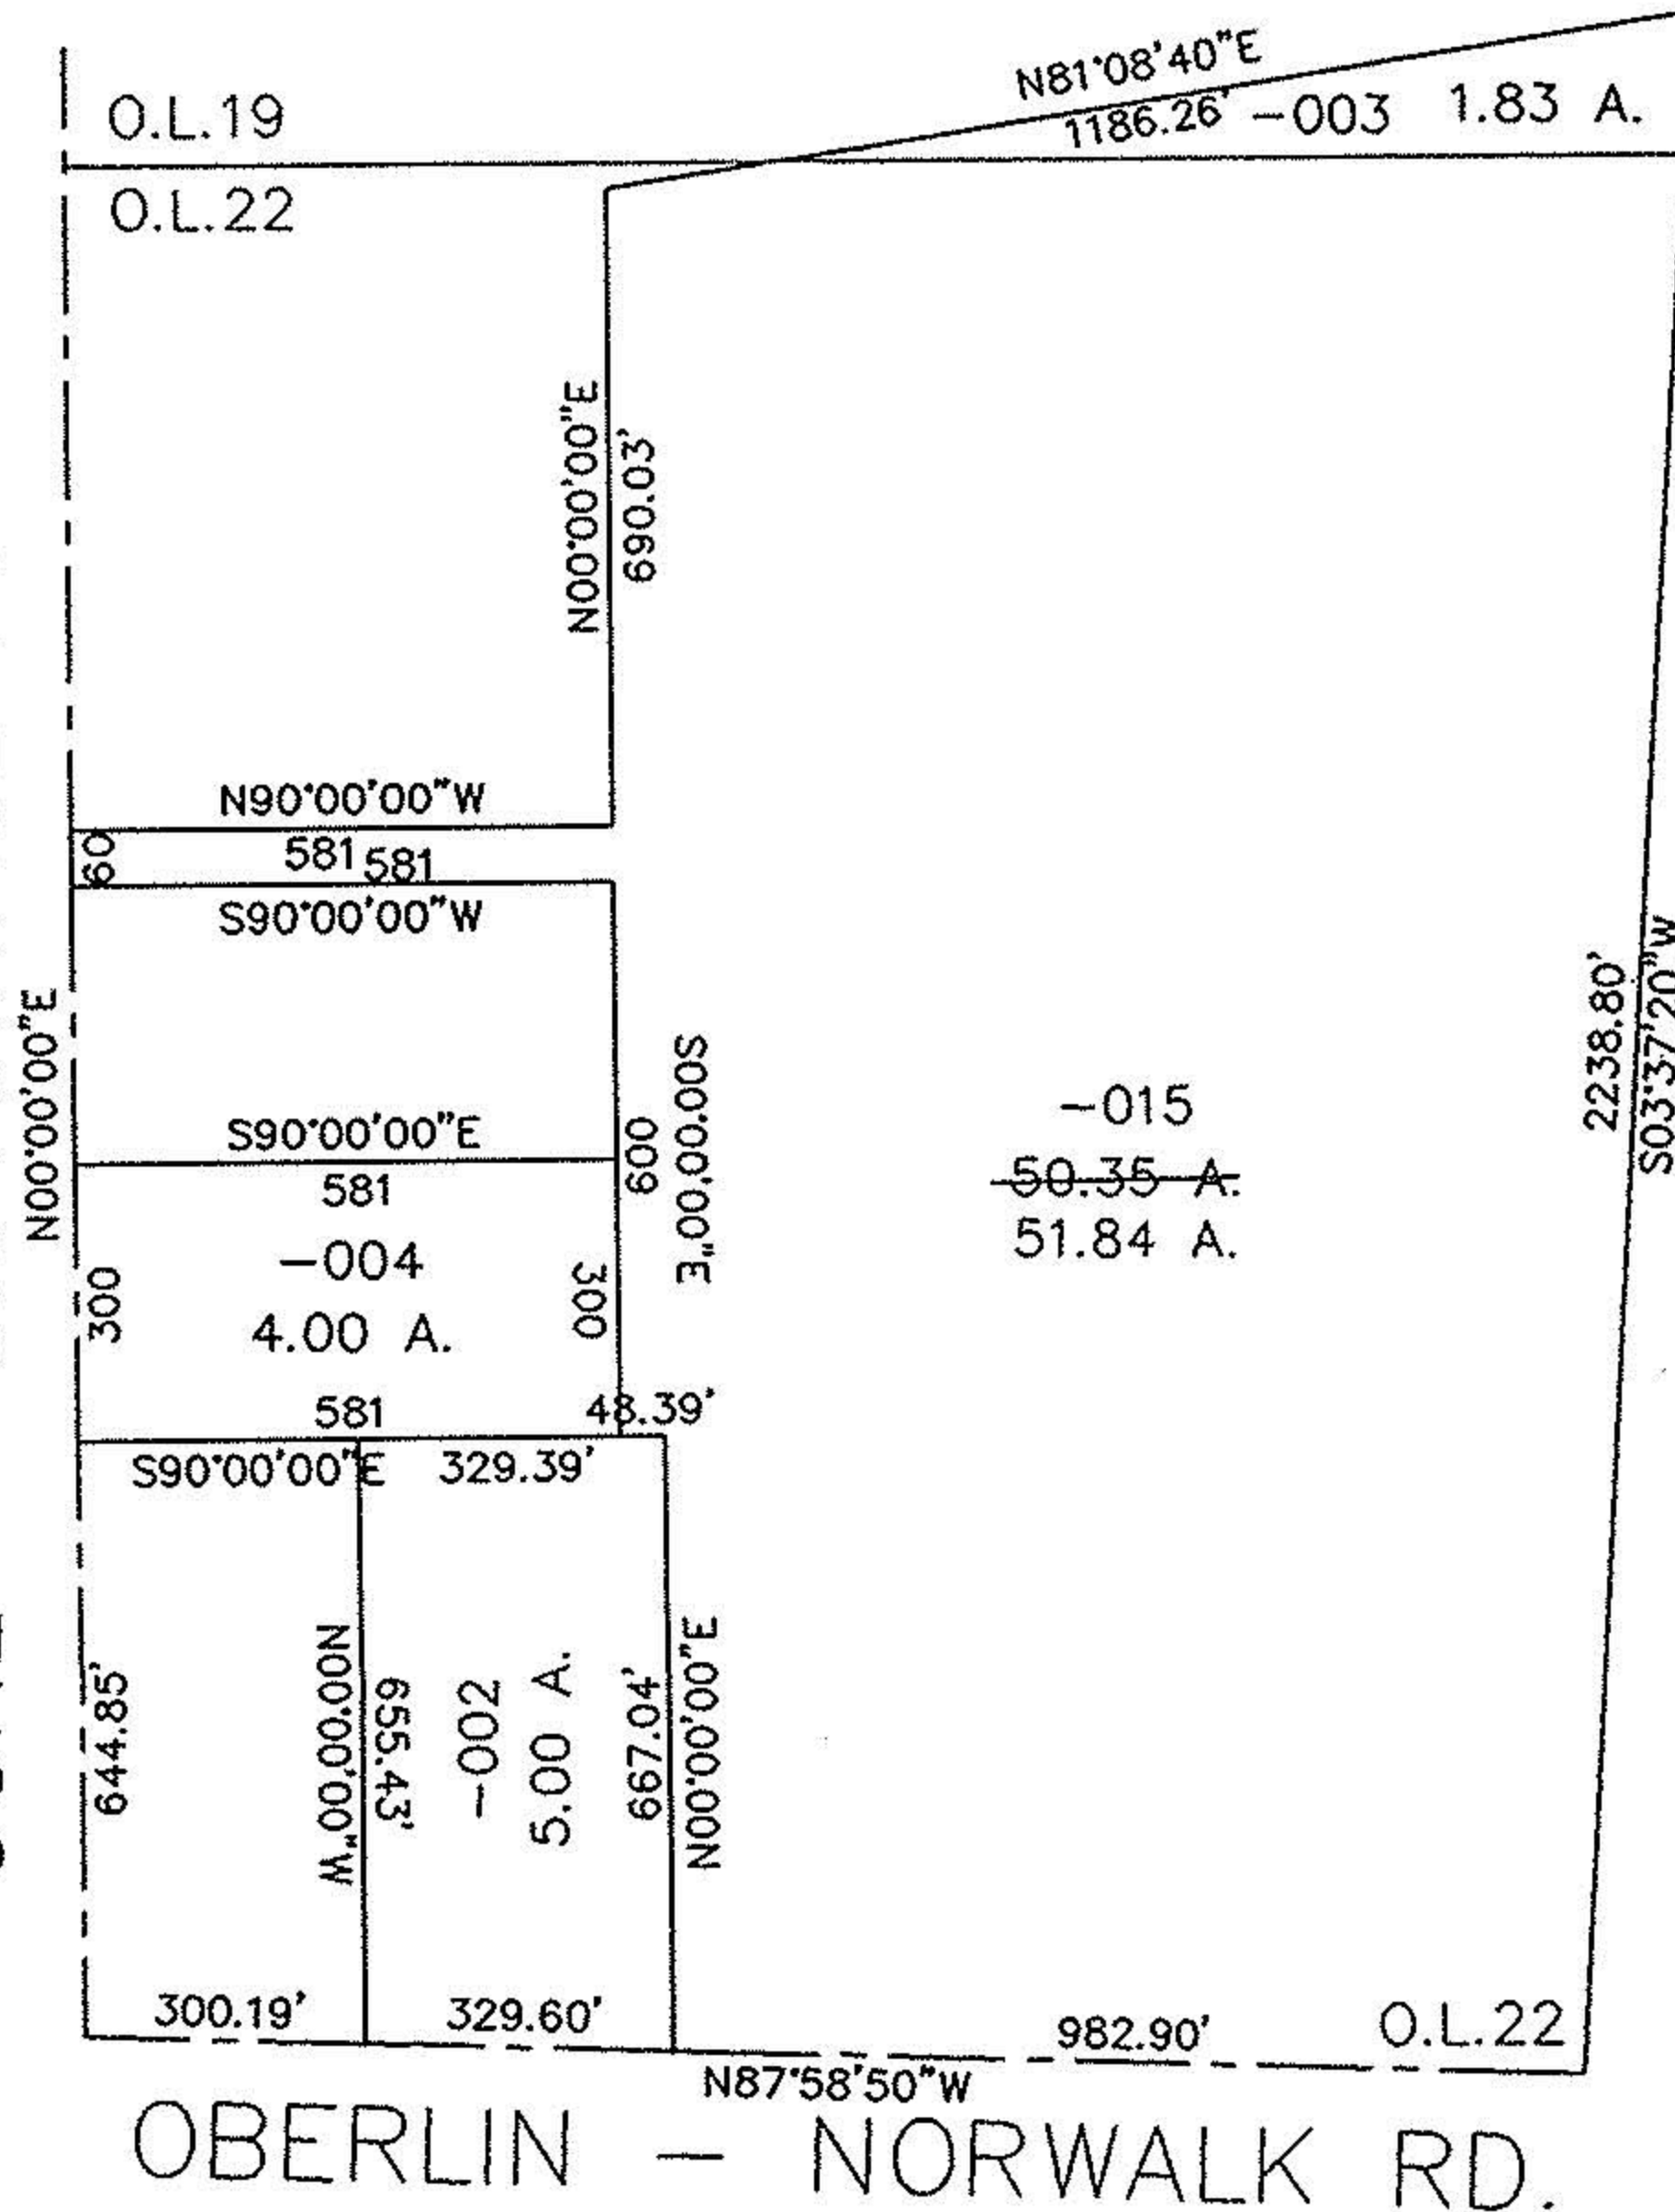 N81°08'40"E
1186.26'
-003 1.83 A.
O.L.19
O.L.22
N00°00'00"E
690.03'
N90°00'00"W
60
581
581
S90°00'00"W
N00°00'00"E
S00°00'00"E
600
S90°00'00"E
581
-004
4.00 A.
300
300
-015
50.35 A.
51.84 A.
2238.80'
S03°37'20"W
581
48.39'
S90°00'00"E
329.39'
644.85'
N00°00'00"W
655.43'
-002
5.00 A.
667.04'
N00°00'00"E
300.19'
329.60'
982.90'
O.L.22
N87°58'50"W
OBERLIN - NORWALK RD.